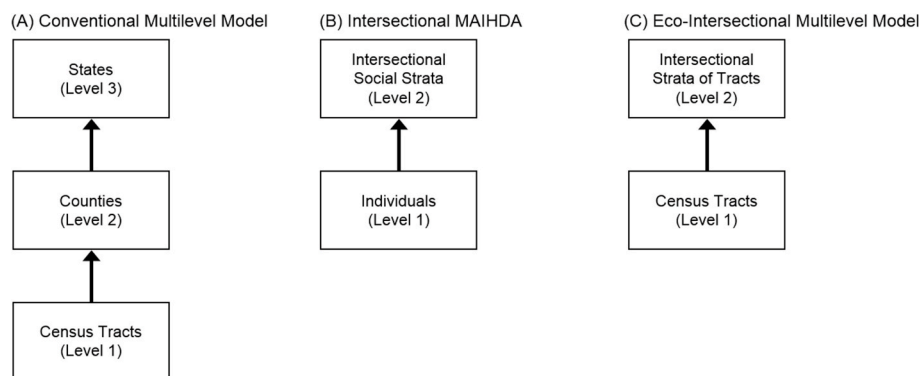 (A) Conventional Multilevel Model
States
(Level 3)
Counties
(Level 2)
Census Tracts
(Level 1)
(B) Intersectional MAIHDA
Intersectional
Social Strata
(Level 2)
Individuals
(Level 1)
(C) Eco-Intersectional Multilevel Model
Intersectional
Strata of Tracts
(Level 2)
Census Tracts
(Level 1)